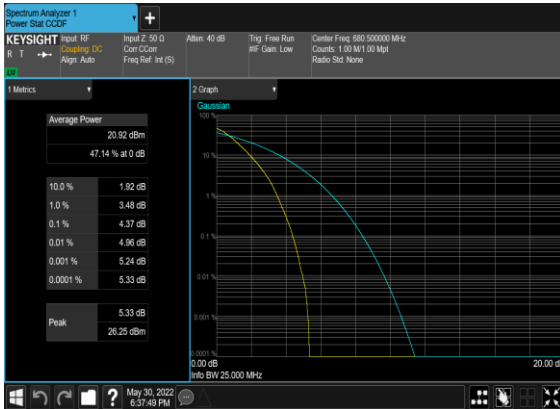 Spectrum Analyzer 1
Power Stat CCDF
KEYSIGHT
R T
LV
Input: RF
Coupling: DC
Align: Auto
Input Z: 50 Ω
Corr CCorr
Freq Ref: Int (S)
Atten: 40 dB
Trig: Free Run
#IF Gain: Low
Center Freq: 680.500000 MHz
Counts: 1.00 M/1.00 Mpt
Radio Std: None
1 Metrics
Average Power
20.92 dBm
47.14 % at 0 dB
10.0 % 1.92 dB
1.0 % 3.48 dB
0.1 % 4.37 dB
0.01 % 4.96 dB
0.001 % 5.24 dB
0.0001 % 5.33 dB
Peak
5.33 dB
26.25 dBm
2 Graph
Gaussian
100 %
10 %
1 %
0.1 %
0.01 %
0.001 %
0.0001 %
0.00 dB
20.00 d
Info BW 25.000 MHz
?
May 30, 2022
6:37:49 PM